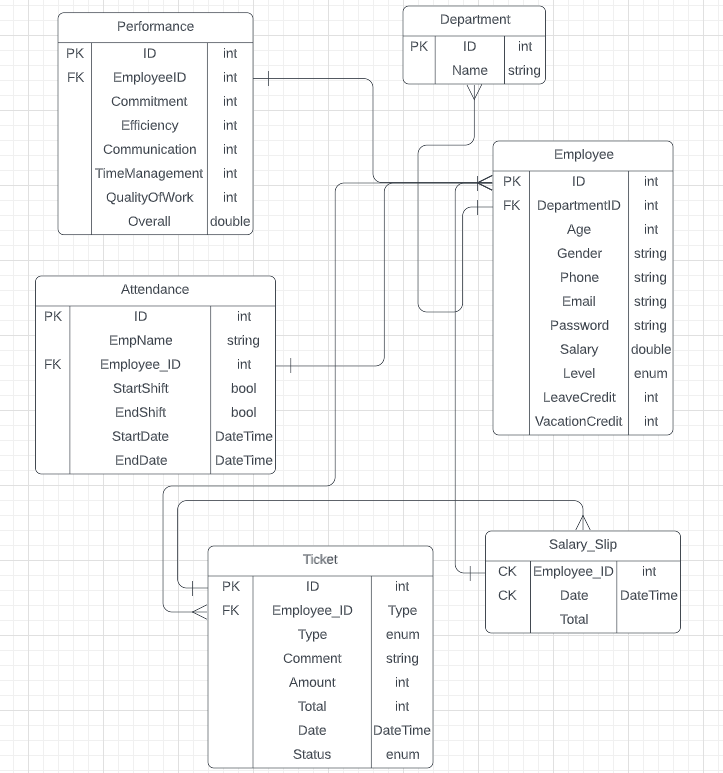 Performance
PK ID int
FK EmployeeID int
Commitment int
Efficiency int
Communication int
TimeManagement int
QualityOfWork int
Overall double
Department
PK ID int
Name string
Employee
PK ID int
FK DepartmentID int
Age int
Gender string
Phone string
Email string
Password string
Salary double
Level enum
LeaveCredit int
VacationCredit int
Attendance
PK ID int
EmpName string
FK Employee_ID int
StartShift bool
EndShift bool
StartDate DateTime
EndDate DateTime
Salary_Slip
CK Employee_ID int
CK Date DateTime
Total
Ticket
PK ID int
FK Employee_ID Type
Type enum
Comment string
Amount int
Total int
Date DateTime
Status enum